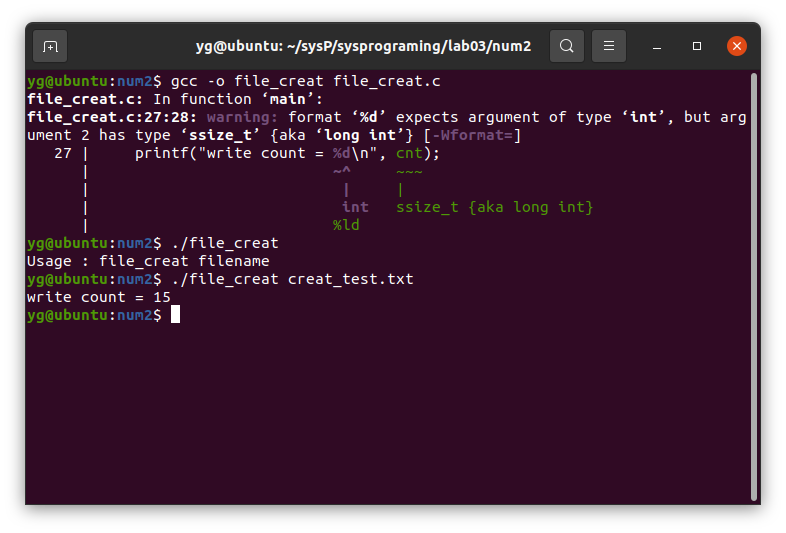 yg@ubuntu: ~/sysP/sysprograming/lab03/num2
yg@ubuntu:num2$ gcc -o file_creat file_creat.c
file_creat.c: In function ‘main’:
file_creat.c:27:28: warning: format ‘%d’ expects argument of type ‘int’, but arg
ument 2 has type ‘ssize_t’ {aka ‘long int’} [-Wformat=]
   27 |     printf("write count = %d\n", cnt);
      |                           ~^     ~~~
      |                            |     |
      |                            int   ssize_t {aka long int}
      |                           %ld
yg@ubuntu:num2$ ./file_creat
Usage : file_creat filename
yg@ubuntu:num2$ ./file_creat creat_test.txt
write count = 15
yg@ubuntu:num2$